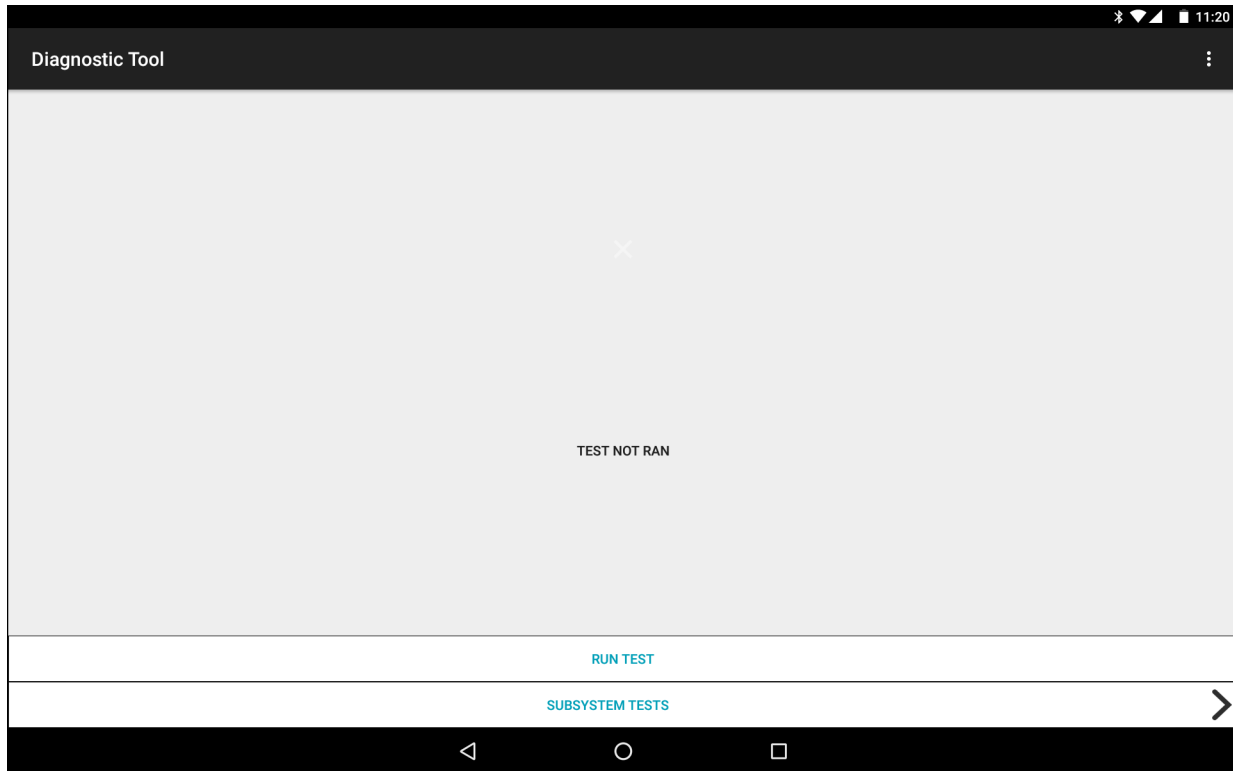 11:20
Diagnostic Tool
TEST NOT RAN
RUN TEST
SUBSYSTEM TESTS